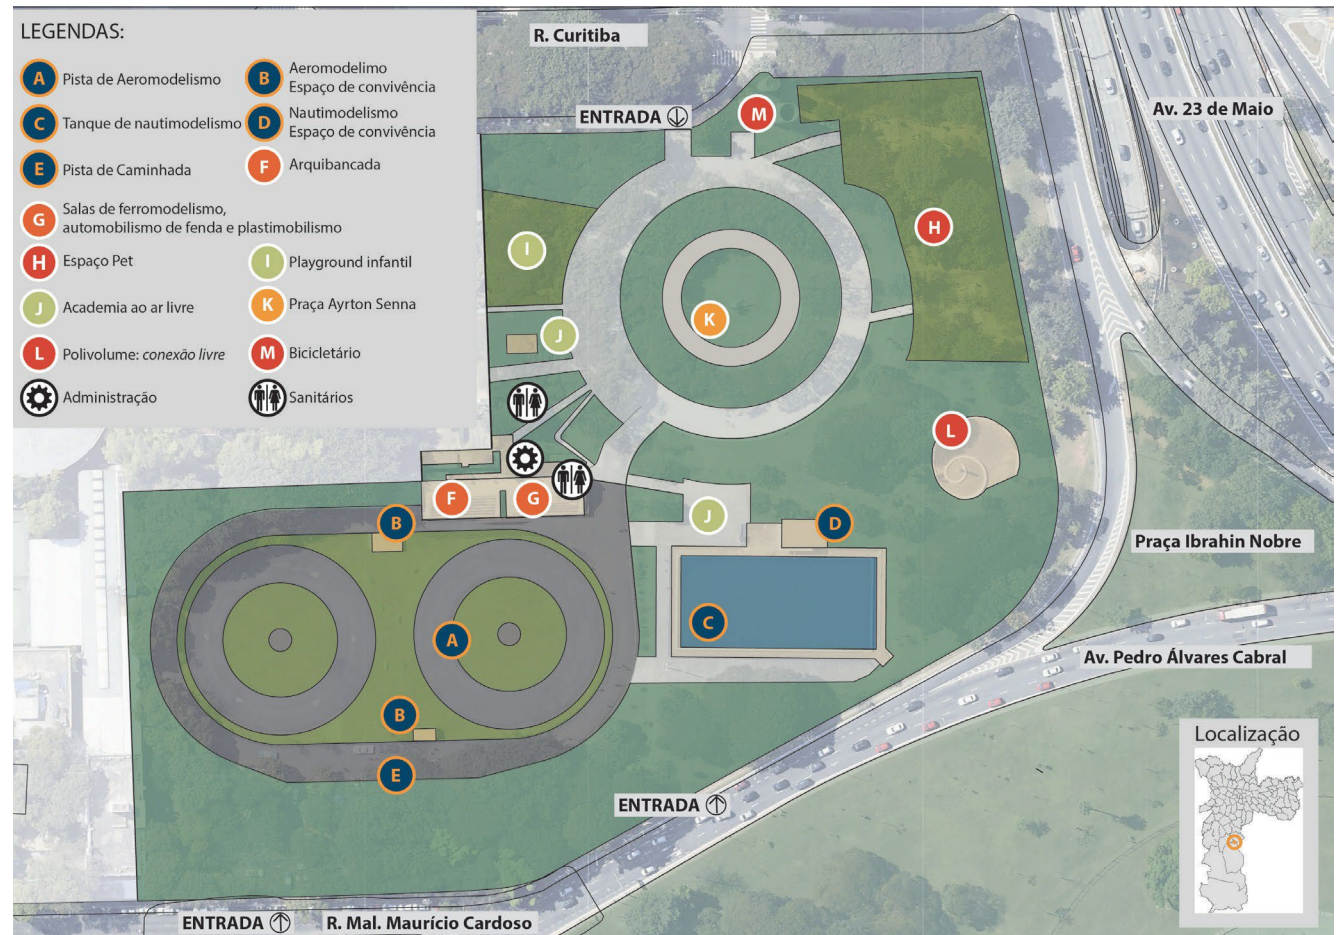 LEGENDAS:
A Pista de Aeromodelismo
B Aeromodelimo
Espaço de convivência
C Tanque de nautimodelismo
D Nautimodelismo
Espaço de convivência
E Pista de Caminhada
F Arquibancada
G Salas de ferromodelismo,
automobilismo de fenda e plastimobilismo
H Espaço Pet
I Playground infantil
J Academia ao ar livre
K Praça Ayrton Senna
L Polivolume: conexão livre
M Bicicletário
Administração
Sanitários
R. Curitiba
ENTRADA
M
Av. 23 de Maio
H
I
K
J
L
F
G
B
J
D
Praça Ibrahin Nobre
C
A
Av. Pedro Álvares Cabral
B
E
Localização
ENTRADA
ENTRADA
R. Mal. Maurício Cardoso